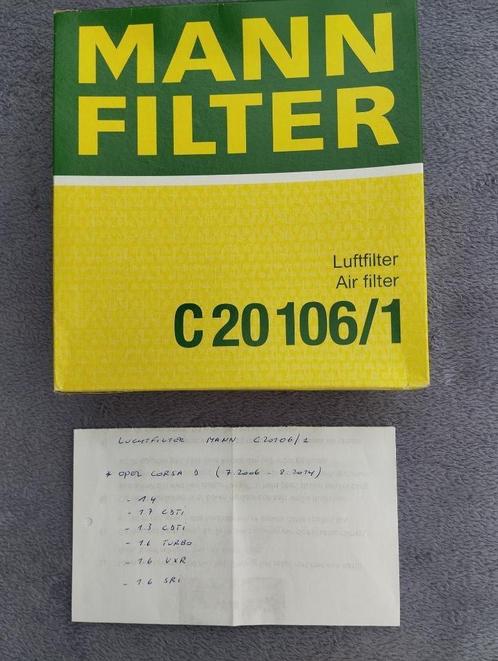 MANN
FILTER
Luftfilter
Air filter
C 20 106/1
LUCHTFILTER MANN C20106/1
* OPEL CORSA D (7.2006 - 8.2014)
- 1.4
- 1.7 CDTi
- 1.3 CDTi
- 1.6 TURBO
- 1.6 VXR
- 1.6 SRi